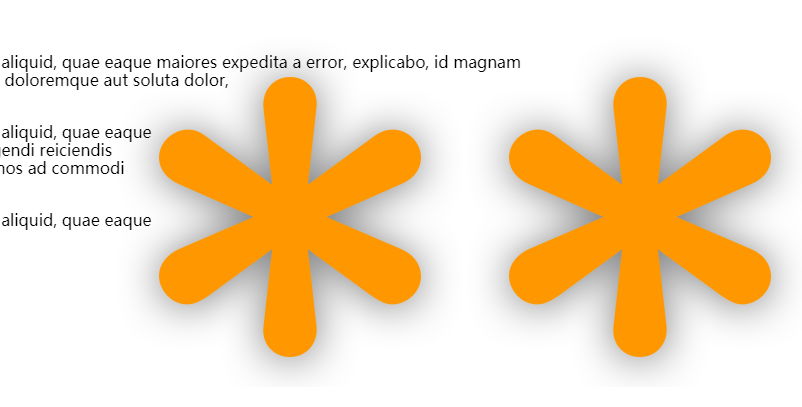 aliquid, quae eaque maiores expedita a error, explicabo, id magnam
doloremque aut soluta dolor,
aliquid, quae eaque
endi reiciendis
nos ad commodi
aliquid, quae eaque